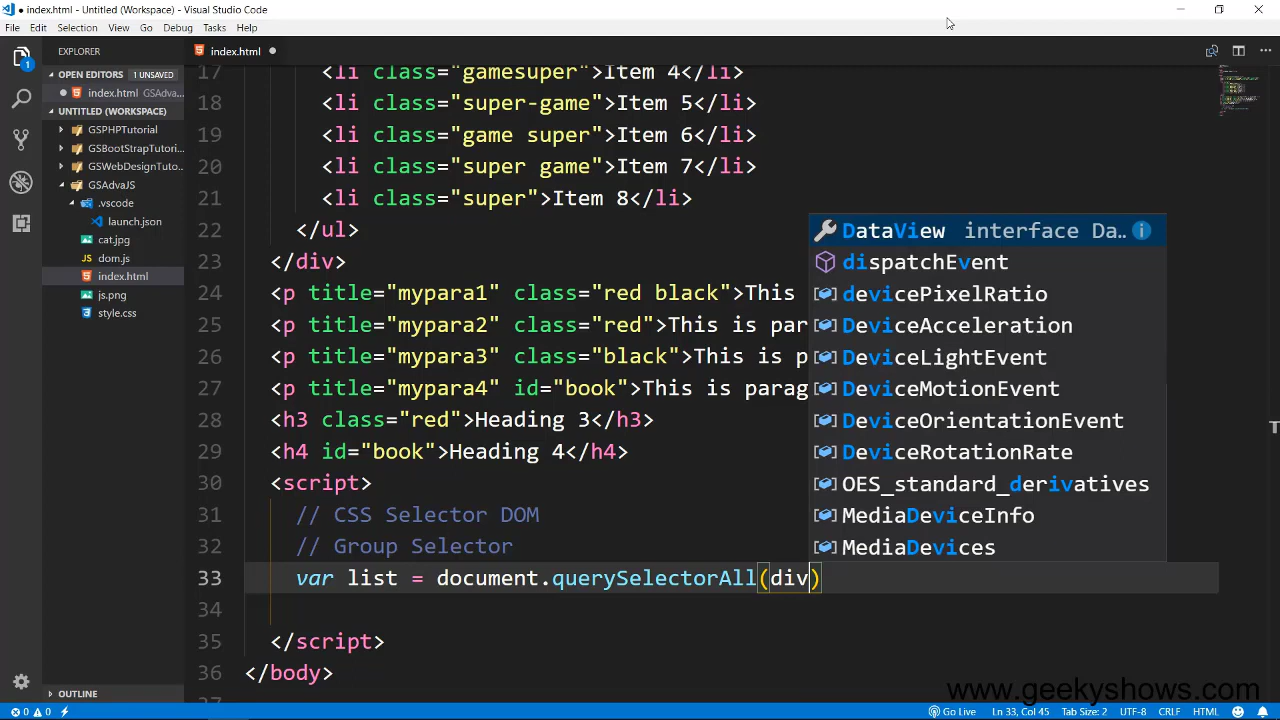 index.html - Untitled (Workspace) - Visual Studio Code
File Edit Selection View Go Debug Tasks Help
EXPLORER
index.html
OPEN EDITORS 1 UNSAVED
index.html GSAdva...
UNTITLED (WORKSPACE)
GSPHPTutorial
GSBootStrapTutori...
GSWebDesignTuto...
GSAdvaJS
.vscode
launch.json
cat.jpg
dom.js
index.html
js.png
style.css
OUTLINE
17 <li class="gamesuper">Item 4</li>
18 <li class="super-game">Item 5</li>
19 <li class="game super">Item 6</li>
20 <li class="super game">Item 7</li>
21 <li class="super">Item 8</li>
22 </ul>
23 </div>
24 <p title="mypara1" class="red black">This
25 <p title="mypara2" class="red">This is par
26 <p title="mypara3" class="black">This is p
27 <p title="mypara4" id="book">This is parag
28 <h3 class="red">Heading 3</h3>
29 <h4 id="book">Heading 4</h4>
30 <script>
31 // CSS Selector DOM
32 // Group Selector
33 var list = document.querySelectorAll(div)
34
35 </script>
36 </body>
DataView interface Da..
dispatchEvent
devicePixelRatio
DeviceAcceleration
DeviceLightEvent
DeviceMotionEvent
DeviceOrientationEvent
DeviceRotationRate
OES_standard_derivatives
MediaDeviceInfo
MediaDevices
www.geekyshows.com
0 0 Go Live Ln 33, Col 45 Tab Size: 2 UTF-8 CRLF HTML